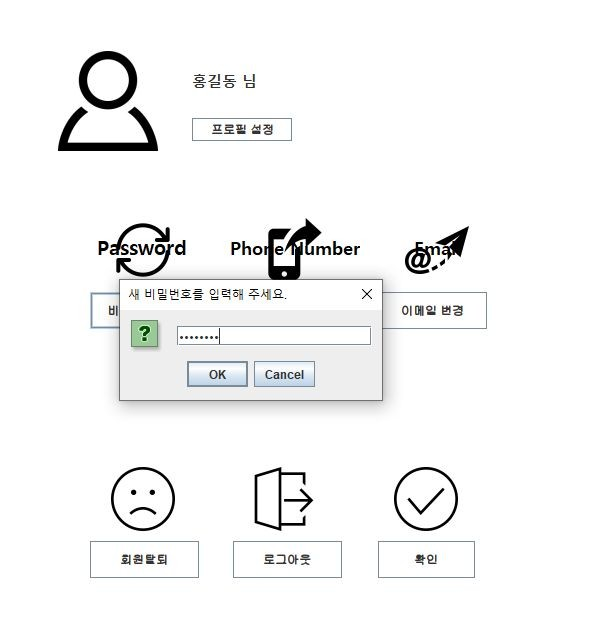 홍길동 님
프로필 설정
Password
Phone Number
Email
@
새 비밀번호를 입력해 주세요.
비
이메일 변경
?
••••••••
OK
Cancel
회원탈퇴
로그아웃
확인